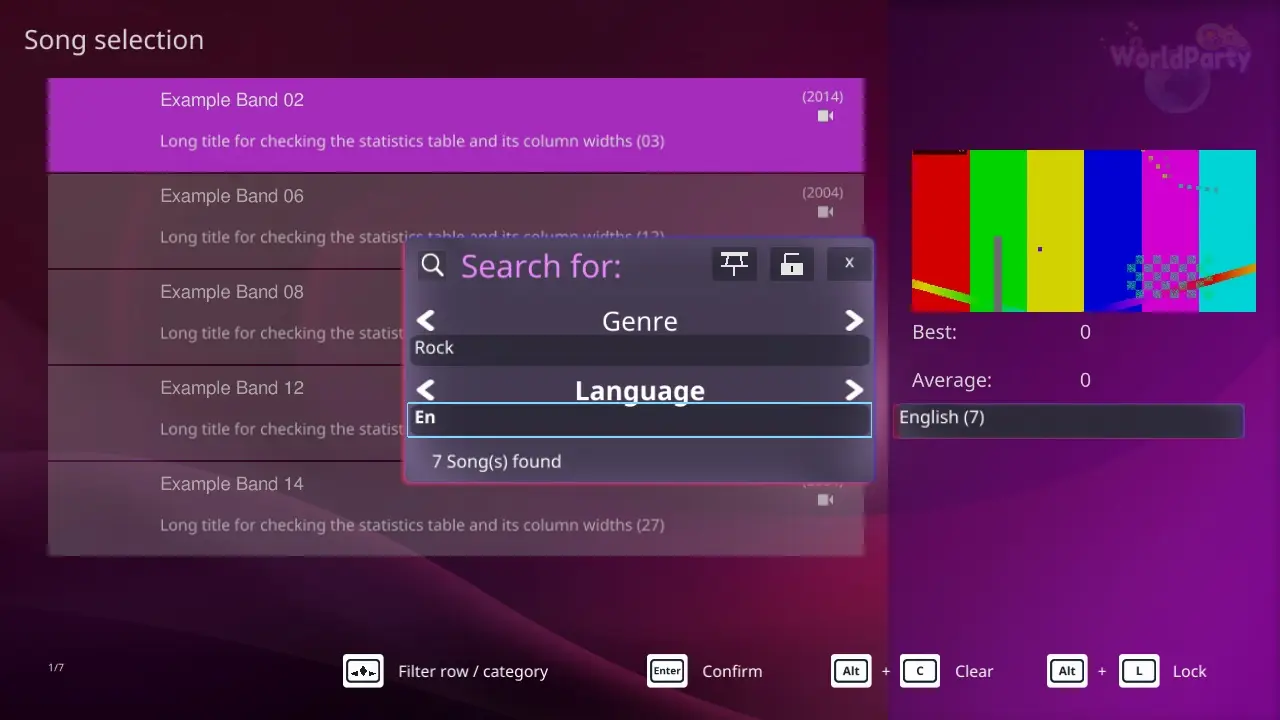 Song selection
WorldParty
Example Band 02
(2014)
Long title for checking the statistics table and its column widths (03)
Example Band 06
(2004)
Long title for checking the statistics table and its column widths (12)
Example Band 08
Long title for checking the statist
Example Band 12
Long title for checking the statist
Example Band 14
Long title for checking the statistics table and its column widths (27)
Search for:
x
Genre
Rock
Language
En
7 Song(s) found
Best: 0
Average: 0
English (7)
1/7
Filter row / category
Enter Confirm
Alt + C Clear
Alt + L Lock